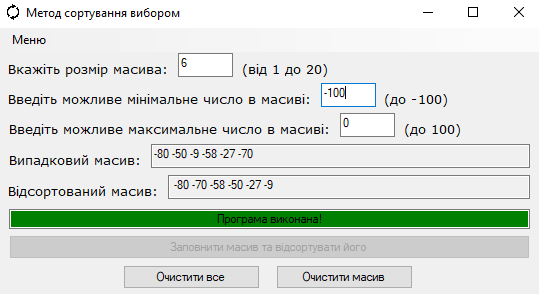 Метод сортування вибором
Меню
Вкажіть розмір масива: 6 (від 1 до 20)
Введіть можливе мінімальне число в масиві: -100 (до -100)
Введіть можливе максимальне число в масиві: 0 (до 100)
Випадковий масив: -80 -50 -9 -58 -27 -70
Відсортований масив: -80 -70 -58 -50 -27 -9
Програма виконана!
Заповнити масив та відсортувати його
Очистити все Очистити масив